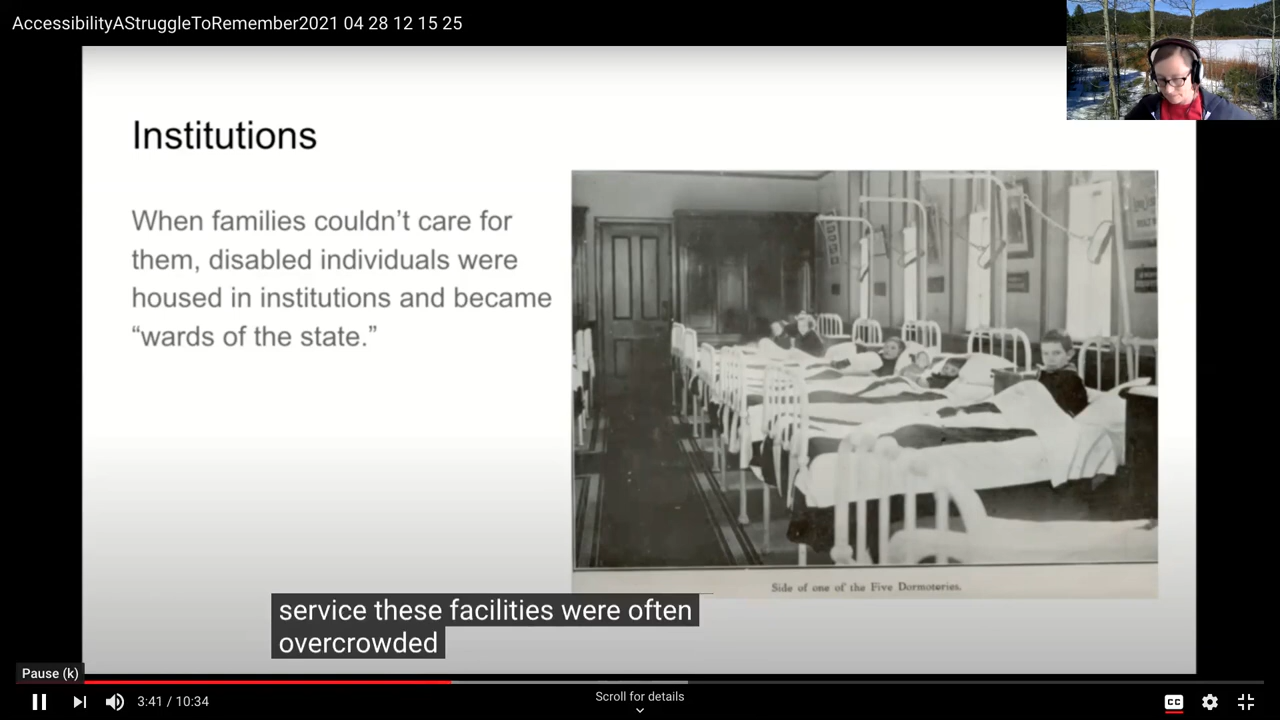 AccessibilityAStruggleToRemember2021 04 28 12 15 25
Institutions
When families couldn’t care for
them, disabled individuals were
housed in institutions and became
“wards of the state.”
Side of one of the Five Dormoteries.
service these facilities were often
overcrowded
Pause (k)
3:41 / 10:34
Scroll for details
CC